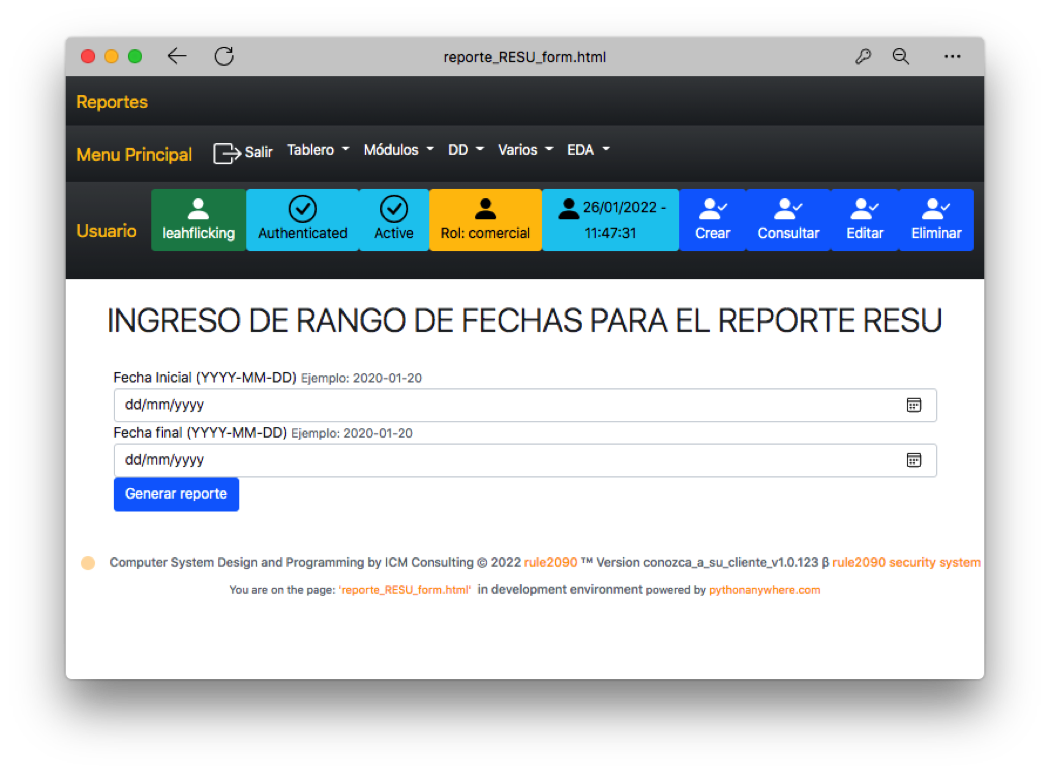 reporte_RESU_form.html
Reportes
Menu Principal Salir Tablero Módulos DD Varios EDA
Usuario
leahflicking
Authenticated
Active
Rol: comercial
26/01/2022 -
11:47:31
Crear
Consultar
Editar
Eliminar
INGRESO DE RANGO DE FECHAS PARA EL REPORTE RESU
Fecha Inicial (YYYY-MM-DD) Ejemplo: 2020-01-20
dd/mm/yyyy
Fecha final (YYYY-MM-DD) Ejemplo: 2020-01-20
dd/mm/yyyy
Generar reporte
Computer System Design and Programming by ICM Consulting © 2022 rule2090 ™ Version conozca_a_su_cliente_v1.0.123 β rule2090 security system
You are on the page: 'reporte_RESU_form.html' in development environment powered by pythonanywhere.com